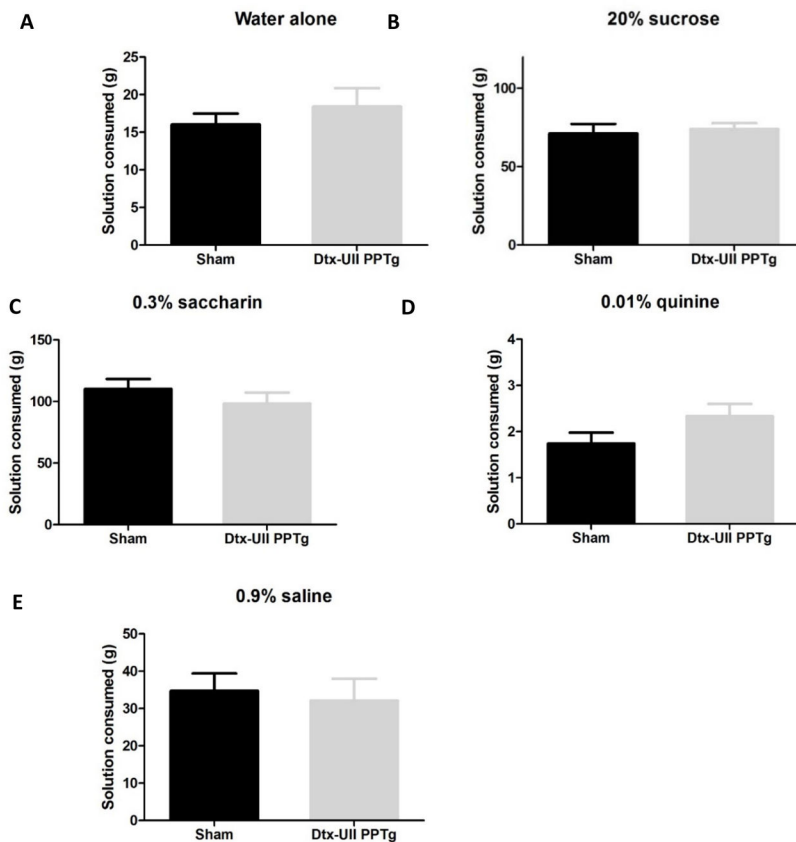 A
Water alone
Solution consumed (g)
25
20
15
10
5
0
Sham
Dtx-UII PPTg
B
20% sucrose
Solution consumed (g)
100
50
0
Sham
Dtx-UII PPTg
C
0.3% saccharin
Solution consumed (g)
150
100
50
0
Sham
Dtx-UII PPTg
D
0.01% quinine
Solution consumed (g)
4
3
2
1
0
Sham
Dtx-UII PPTg
E
0.9% saline
Solution consumed (g)
50
40
30
20
10
0
Sham
Dtx-UII PPTg